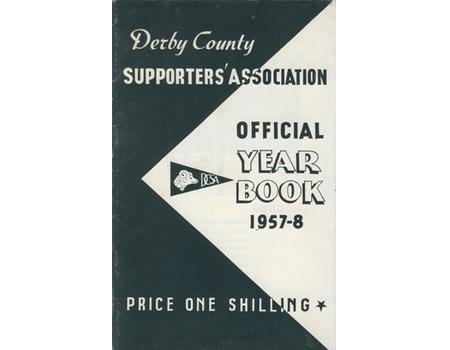 Derby County
SUPPORTERS' ASSOCIATION
OFFICIAL
YEAR
BOOK
DCSA
1957-8
PRICE ONE SHILLING ★